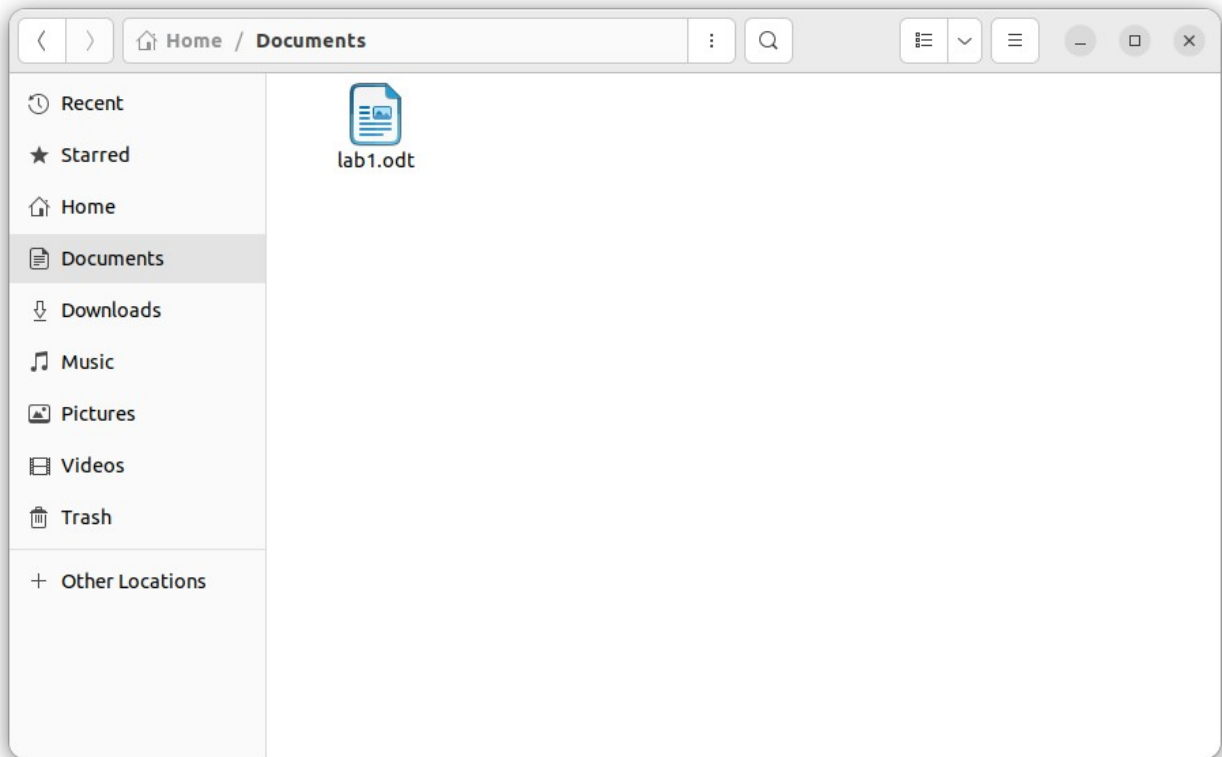 Home / Documents
Recent
Starred
Home
Documents
Downloads
Music
Pictures
Videos
Trash
+ Other Locations
lab1.odt